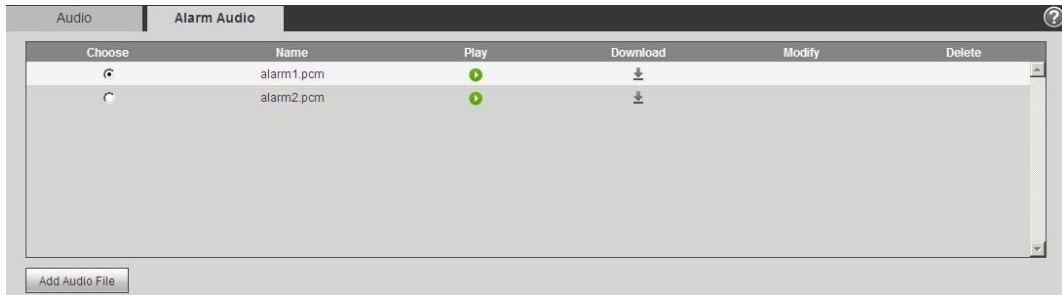 Audio Alarm Audio ?
Choose Name Play Download Modify Delete
alarm1.pcm
alarm2.pcm
Add Audio File